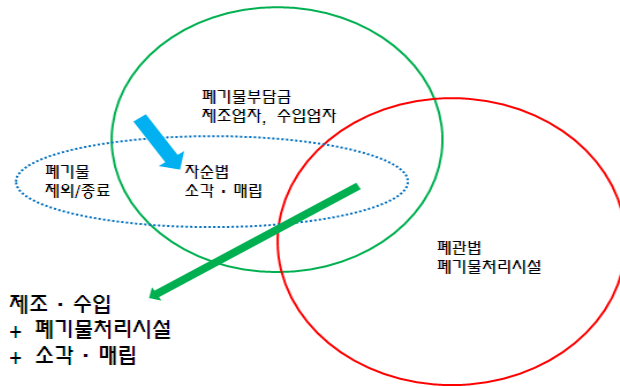 폐기물부담금
제조업자, 수입업자
폐기물
제외/종료
자순법
소각 · 매립
폐관법
폐기물처리시설
제조 · 수입
+ 폐기물처리시설
+ 소각 · 매립